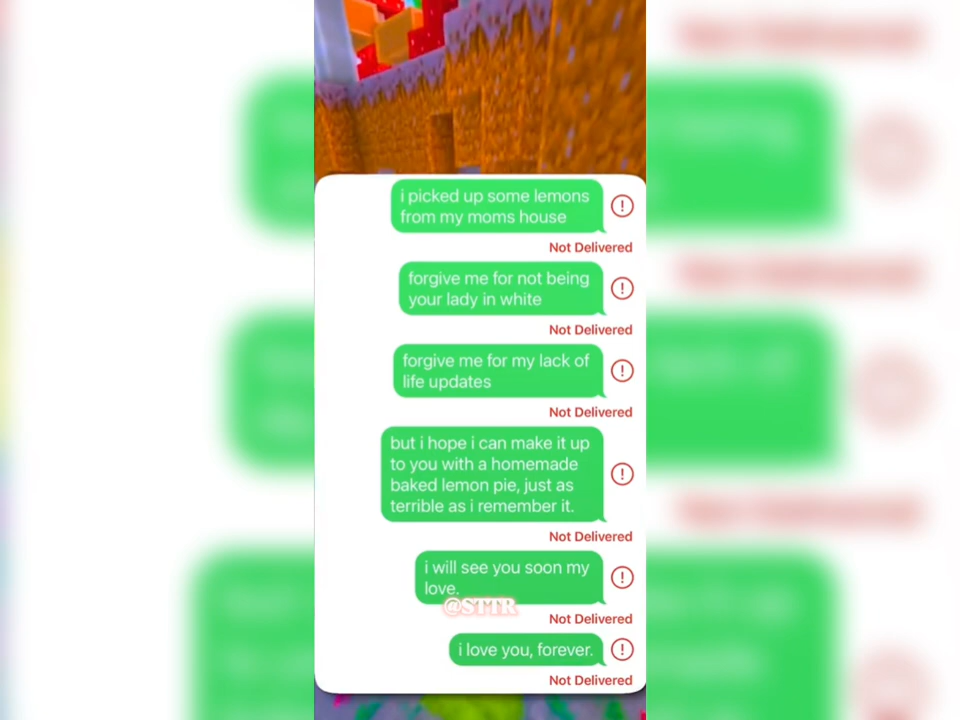 i picked up some lemons
from my moms house
Not Delivered
forgive me for not being
your lady in white
Not Delivered
forgive me for my lack of
life updates
Not Delivered
but i hope i can make it up
to you with a homemade
baked lemon pie, just as
terrible as i remember it.
Not Delivered
i will see you soon my
love.
@STTR
Not Delivered
i love you, forever.
Not Delivered